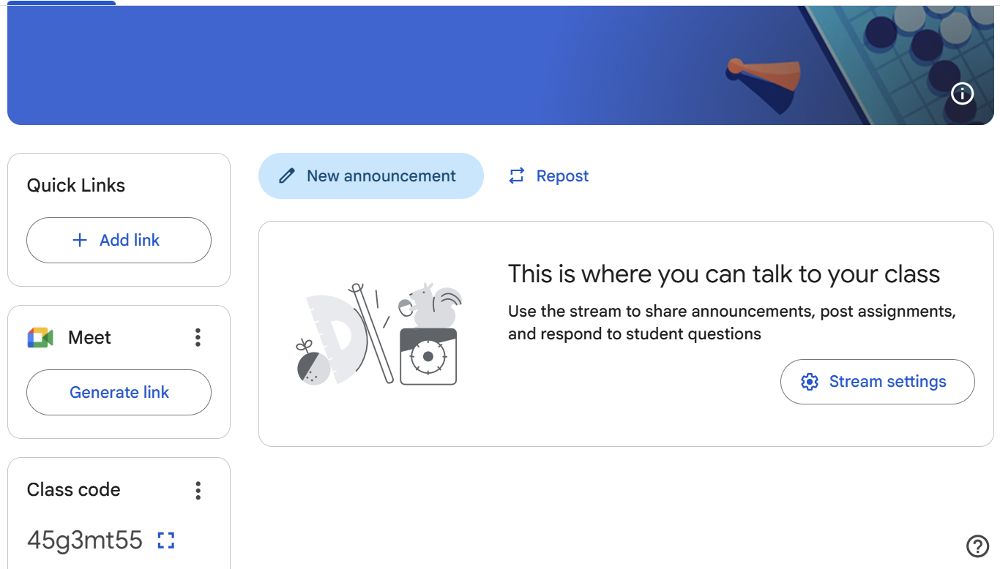 Quick Links
Add link
Meet
Generate link
Class code
45g3mt55
New announcement
Repost
This is where you can talk to your class
Use the stream to share announcements, post assignments,
and respond to student questions
Stream settings